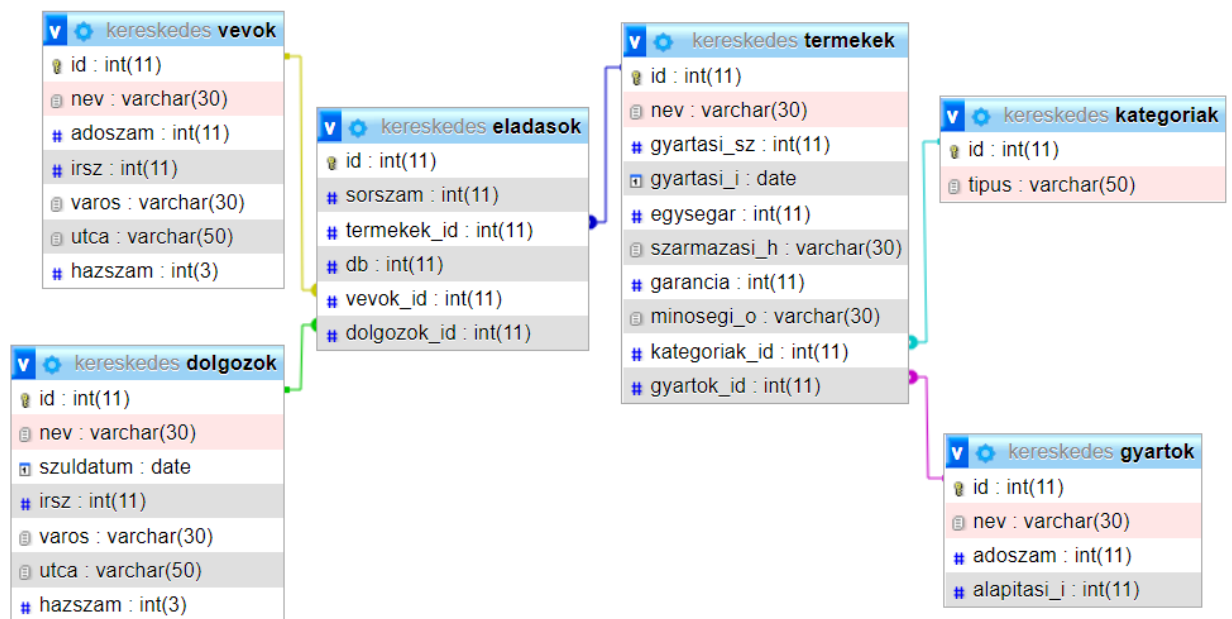 v kereskedes vevok
id : int(11)
nev : varchar(30)
# adoszam : int(11)
# irsz : int(11)
varos : varchar(30)
utca : varchar(50)
# hazszam : int(3)
v kereskedes dolgozok
id : int(11)
nev : varchar(30)
szuldatum : date
# irsz : int(11)
varos : varchar(30)
utca : varchar(50)
# hazszam : int(3)
v kereskedes eladasok
id : int(11)
# sorszam : int(11)
# termekek_id : int(11)
# db : int(11)
# vevok_id : int(11)
# dolgozok_id : int(11)
v kereskedes termekek
id : int(11)
nev : varchar(30)
# gyartasi_sz : int(11)
gyartasi_i : date
# egysegar : int(11)
szarmazasi_h : varchar(30)
# garancia : int(11)
minosegi_o : varchar(30)
# kategoriak_id : int(11)
# gyartok_id : int(11)
v kereskedes kategoriak
id : int(11)
tipus : varchar(50)
v kereskedes gyartok
id : int(11)
nev : varchar(30)
# adoszam : int(11)
# alapitasi_i : int(11)